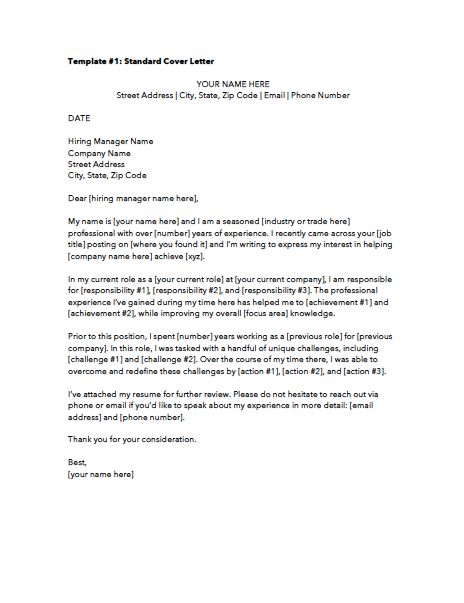 Template #1: Standard Cover Letter
YOUR NAME HERE
Street Address | City, State, Zip Code | Email | Phone Number
DATE
Hiring Manager Name
Company Name
Street Address
City, State, Zip Code
Dear [hiring manager name here],
My name is [your name here] and I am a seasoned [industry or trade here]
professional with over [number] years of experience. I recently came across your [job
title] posting on [where you found it] and I'm writing to express my interest in helping
[company name here] achieve [xyz].
In my current role as a [your current role] at [your current company], I am responsible
for [responsibility #1], [responsibility #2], and [responsibility #3]. The professional
experience I've gained during my time here has helped me to [achievement #1] and
[achievement #2], while improving my overall [focus area] knowledge.
Prior to this position, I spent [number] years working as a [previous role] for [previous
company]. In this role, I was tasked with a handful of unique challenges, including
[challenge #1] and [challenge #2]. Over the course of my time there, I was able to
overcome and redefine these challenges by [action #1], [action #2], and [action #3].
I've attached my resume for further review. Please do not hesitate to reach out via
phone or email if you'd like to speak about my experience in more detail: [email
address] and [phone number].
Thank you for your consideration.
Best,
[your name here]